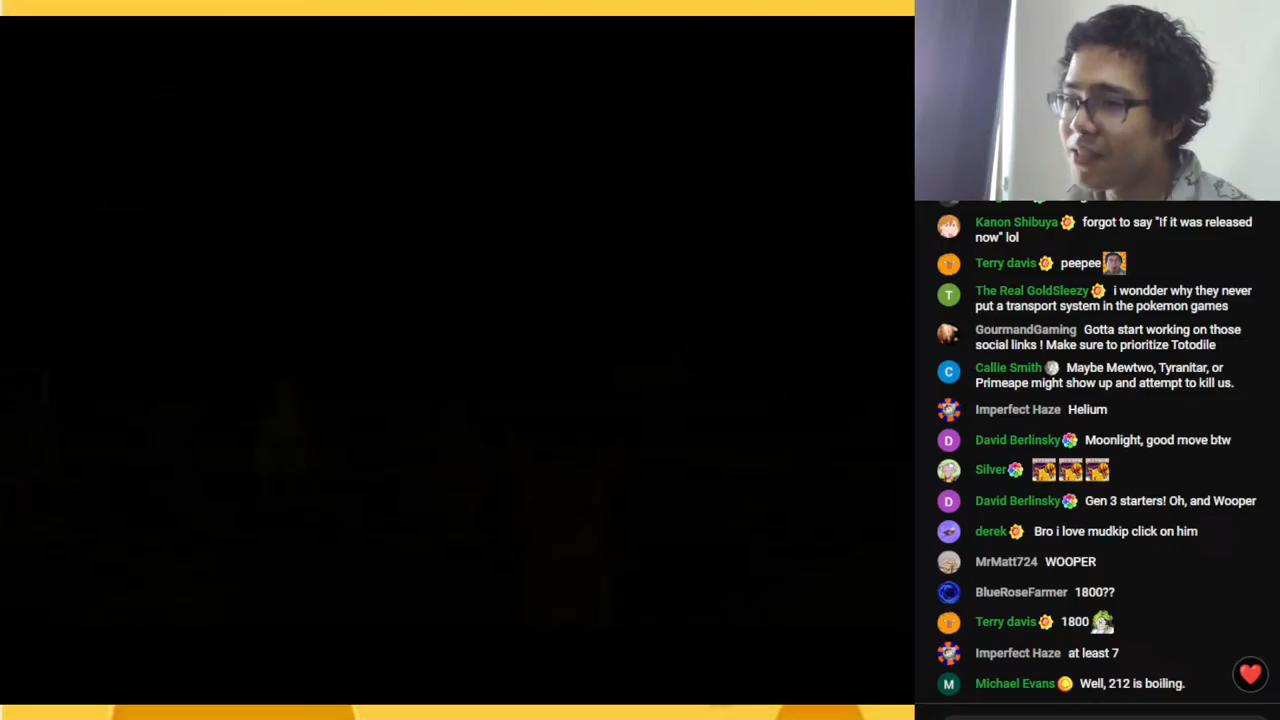 Kanon Shibuya forgot to say "If it was released
now" lol
Terry davis peepee
The Real GoldSleezy i wondder why they never
put a transport system in the pokemon games
GourmandGaming Gotta start working on those
social links ! Make sure to prioritize Totodile
Callie Smith Maybe Mewtwo, Tyranitar, or
Primeape might show up and attempt to kill us.
Imperfect Haze Helium
David Berlinsky Moonlight, good move btw
Silver
David Berlinsky Gen 3 starters! Oh, and Wooper
derek Bro i love mudkip click on him
MrMatt724 WOOPER
BlueRoseFarmer 1800??
Terry davis 1800
Imperfect Haze at least 7
Michael Evans Well, 212 is boiling.